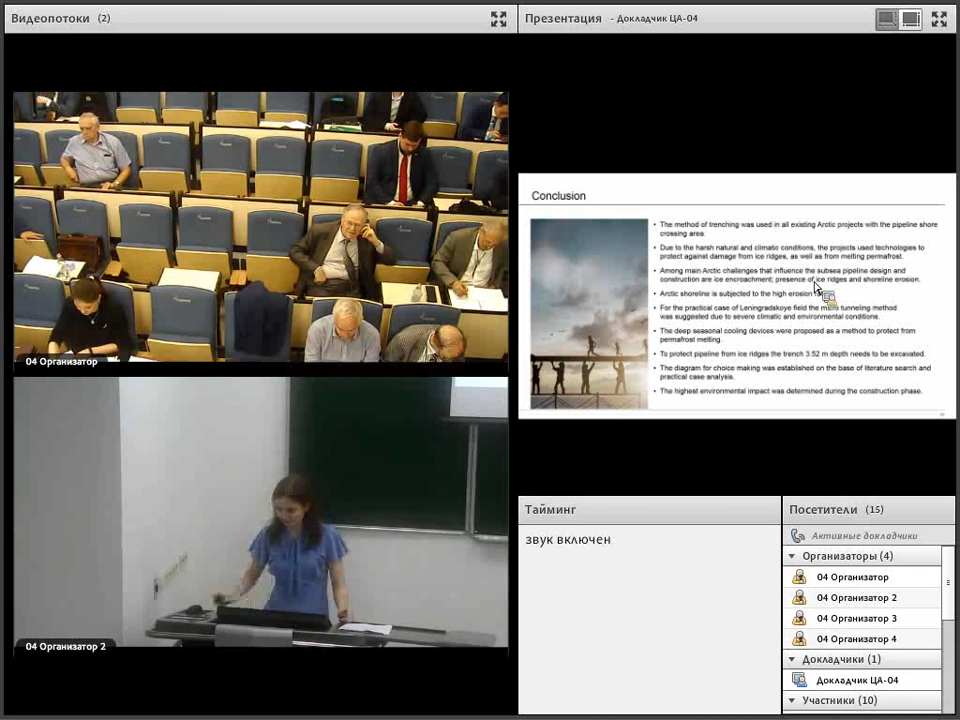 Видеопотоки (2)
04 Организатор
04 Организатор 2
Презентация - Докладчик ЦА-04
Conclusion
• The method of trenching was used in all existing Arctic projects with the pipeline shore
crossing area.
• Due to the harsh natural and climatic conditions, the projects used technologies to
protect against damage from ice ridges, as well as from melting permafrost.
• Among main Arctic challenges that influence the subsea pipeline design and
construction are ice encroachment; presence of ice ridges and shoreline erosion.
• Arctic shoreline is subjected to the high erosion
• For the practical case of Leningradskoye field the micro tunneling method
was suggested due to severe climatic and environmental conditions.
• The deep seasonal cooling devices were proposed as a method to protect from
permafrost melting.
• To protect pipeline from ice ridges the trench 3.52 m depth needs to be excavated.
• The diagram for choice making was established on the base of literature search and
practical case analysis.
• The highest environmental impact was determined during the construction phase.
Тайминг
звук включен
Посетители (15)
Активные докладчики
Организаторы (4)
04 Организатор
04 Организатор 2
04 Организатор 3
04 Организатор 4
Докладчики (1)
Докладчик ЦА-04
Участники (10)